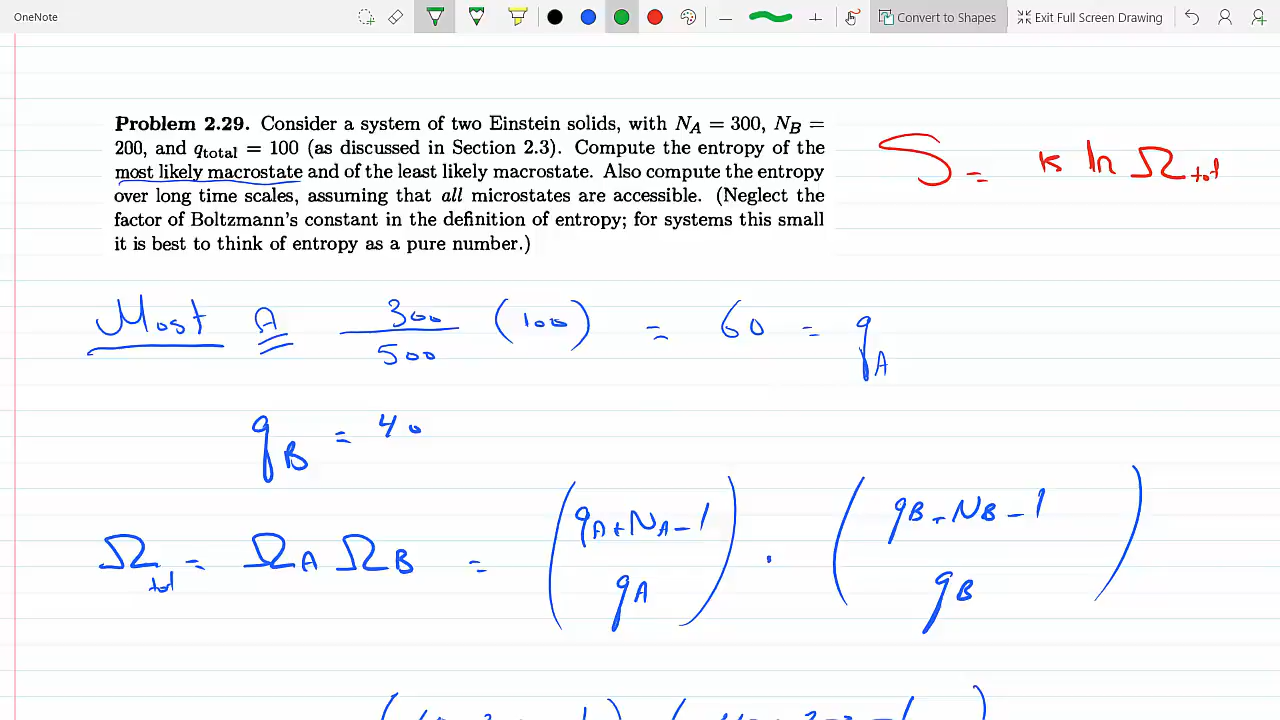 OneNote
Convert to Shapes
Exit Full Screen Drawing
Problem 2.29. Consider a system of two Einstein solids, with N_A = 300, N_B =
200, and q_total = 100 (as discussed in Section 2.3). Compute the entropy of the
most likely macrostate and of the least likely macrostate. Also compute the entropy
over long time scales, assuming that all microstates are accessible. (Neglect the
factor of Boltzmann's constant in the definition of entropy; for systems this small
it is best to think of entropy as a pure number.)
S = k ln Ω_tot
Most A 300/500 (100) = 60 = q_A
q_B = 40
Ω_tot = Ω_A Ω_B = (q_A + N_A - 1 / q_A) · (q_B + N_B - 1 / q_B)